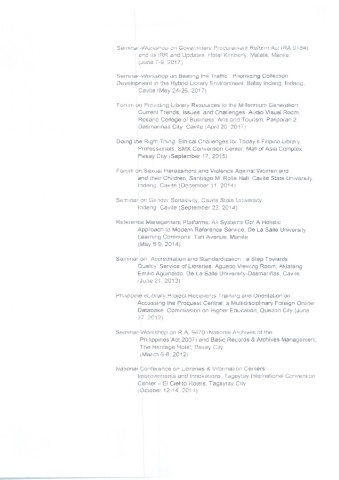 Seminar-Workshop on Government Procurement Reform Act (RA 9184)
and its IRR and Updates. Hotel Kimberly, Malate, Manila
(June 7-9, 2017)
Seminar-Workshop on Beating the Traffic: Promoting Collection
Development in the Hybrid Library Environment. Balay Indang, Indang,
Cavite (May 24-26, 2017)
Forum on Providing Library Resources to the Millennium Generation:
Current Trends, Issues, and Challenges. Audio Visual Room,
Rogationist College of Business, Arts and Tourism, Paliparan 2,
Dasmariñas City, Cavite (April 20, 2017)
Doing the Right Thing: Ethical Challenges for Today's Filipino Library
Professionals. SMX Convention Center, Mall of Asia Complex,
Pasay City (September 17, 2015)
Forum on Sexual Harassment and Violence Against Women and
and their Children. Santiago M. Rolle Hall, Cavite State University,
Indang, Cavite (December 11, 2014)
Seminar on Gender Sensitivity, Cavite State University,
Indang, Cavite (September 23, 2014)
Reference Management Platforms: All Systems Go! A Holistic
Approach to Modern Reference Service. De La Salle University
Learning Commons, Taft Avenue, Manila
(May 8-9, 2014)
Seminar on Accreditation and Standardization: a Step Towards
Quality Service of Libraries. Aguinaldo Viewing Room, Aklatang
Emilio Aguinaldo, De La Salle University-Dasmariñas, Cavite
(June 21, 2013)
Philippine eLibrary Project Recipients Training and Orientation on
Accessing the Proquest Central, a Multidisciplinary Foreign Online
Database. Commission on Higher Education, Quezon City (June
27, 2013)
Seminar-Workshop on R.A. 9470 (National Archives of the
Philippines Act 2007) and Basic Records & Archives Management.
The Heritage Hotel, Pasay City
(March 6-8, 2012)
National Conference on Libraries & Information Centers:
Improvements and Innovations. Tagaytay International Convention
Center – El Cielito Hotels, Tagaytay City
(October 12-14, 2011)